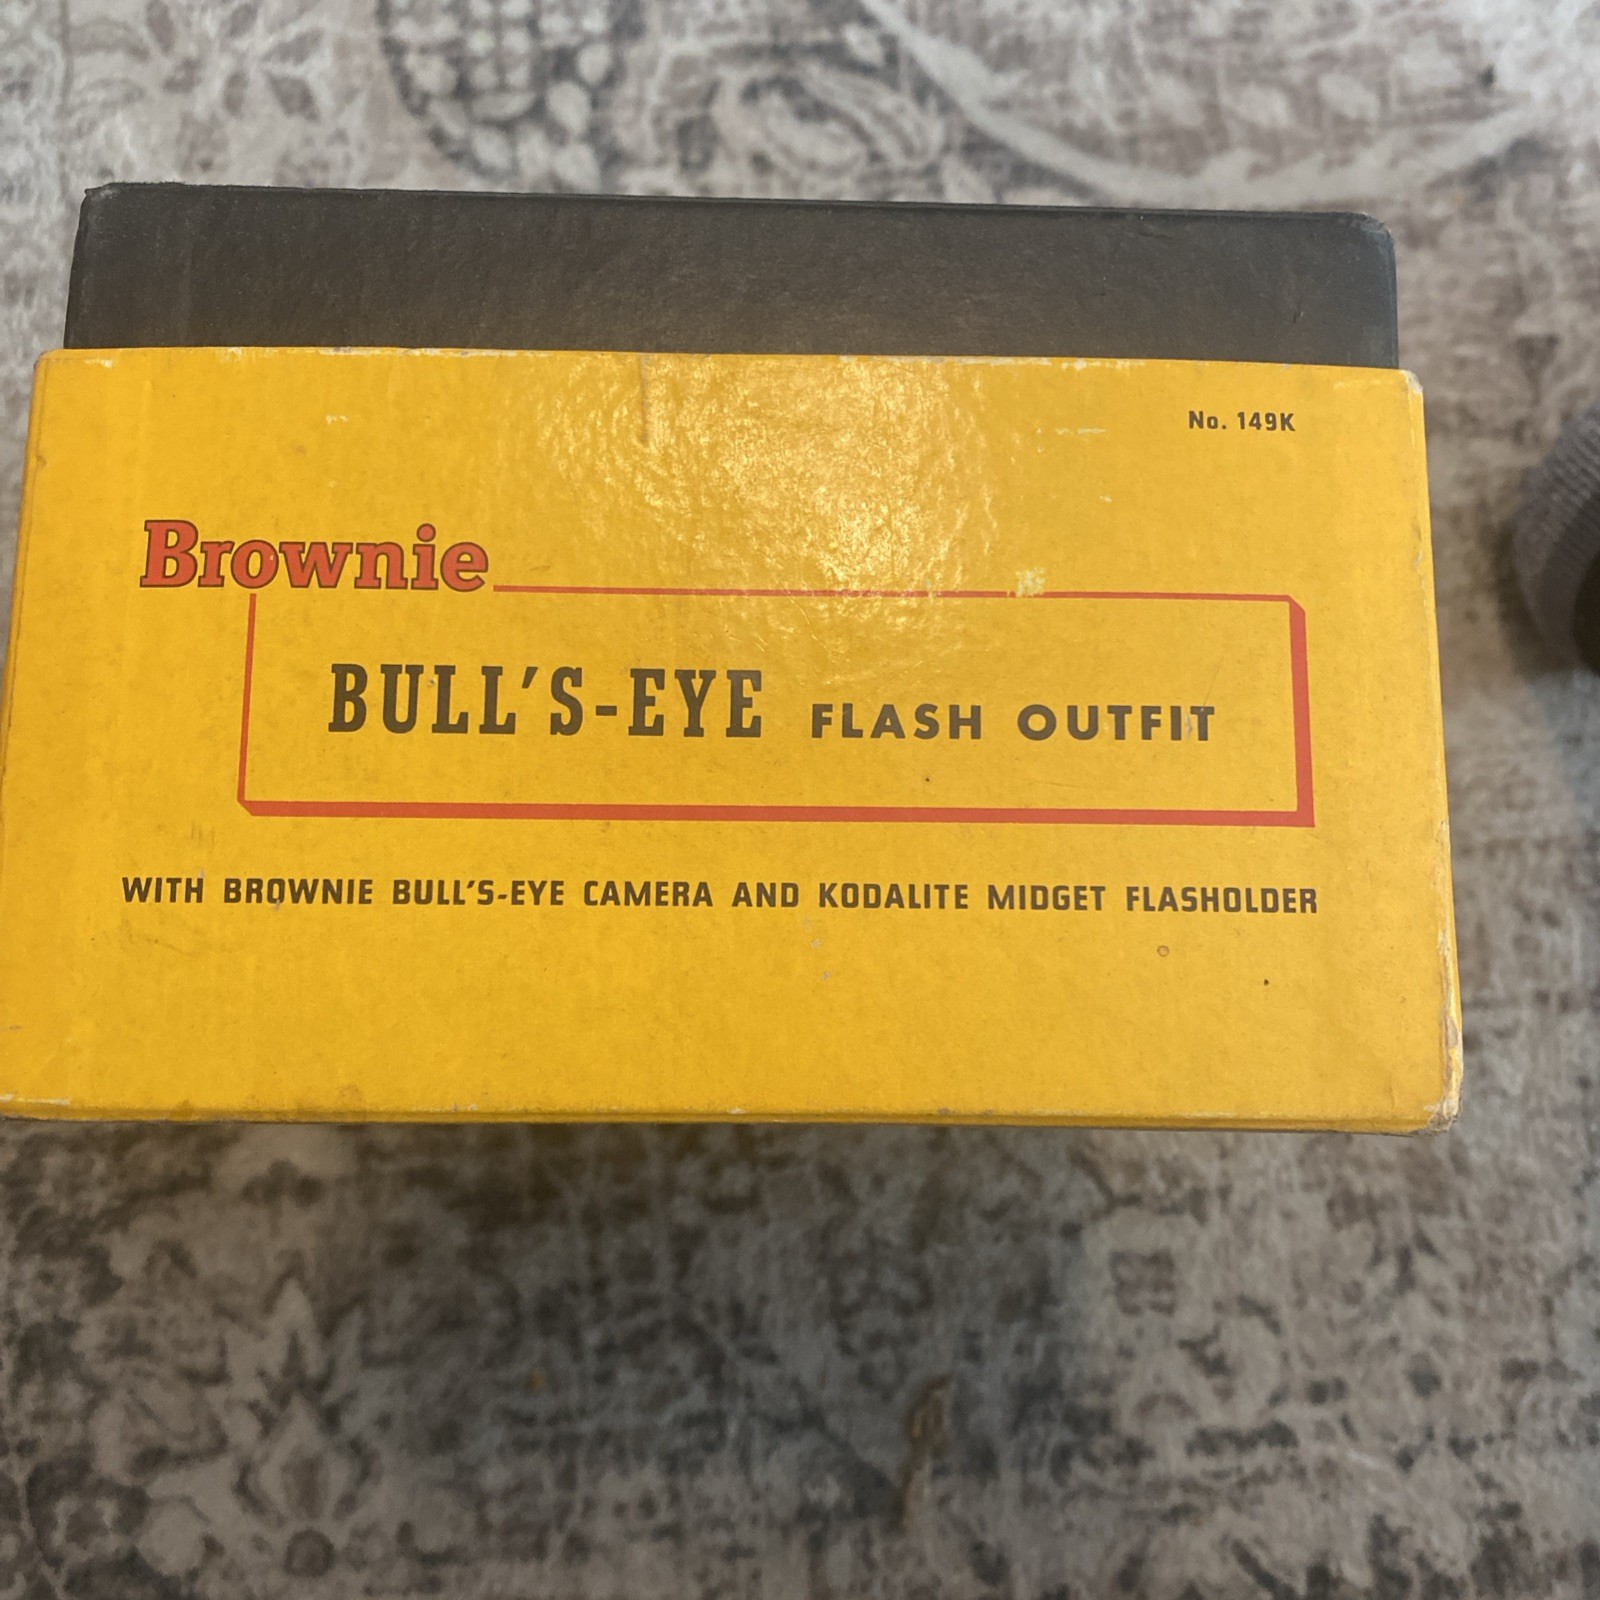 No. 149K
Brownie
BULL'S-EYE FLASH OUTFIT
WITH BROWNIE BULL'S-EYE CAMERA AND KODALITE MIDGET FLASHOLDER